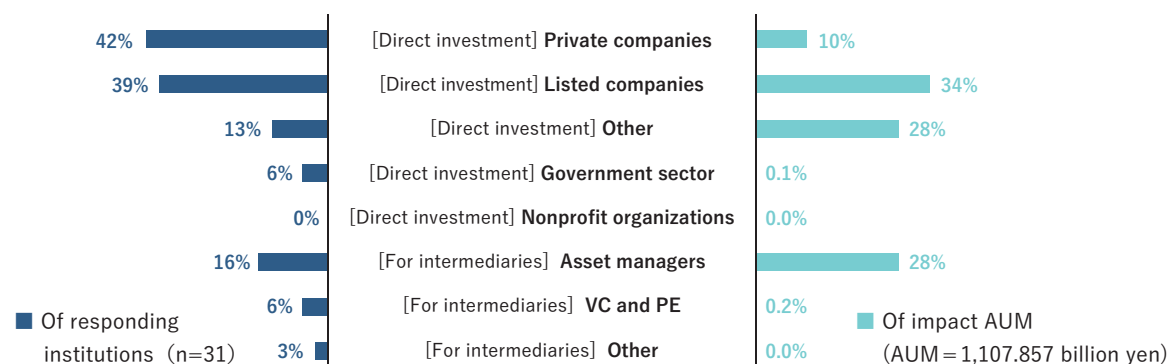 42% [Direct investment] Private companies 10%
39% [Direct investment] Listed companies 34%
13% [Direct investment] Other 28%
6% [Direct investment] Government sector 0.1%
0% [Direct investment] Nonprofit organizations 0.0%
16% [For intermediaries] Asset managers 28%
6% [For intermediaries] VC and PE 0.2%
3% [For intermediaries] Other 0.0%
Of responding
institutions (n=31)
Of impact AUM
(AUM=1,107.857 billion yen)